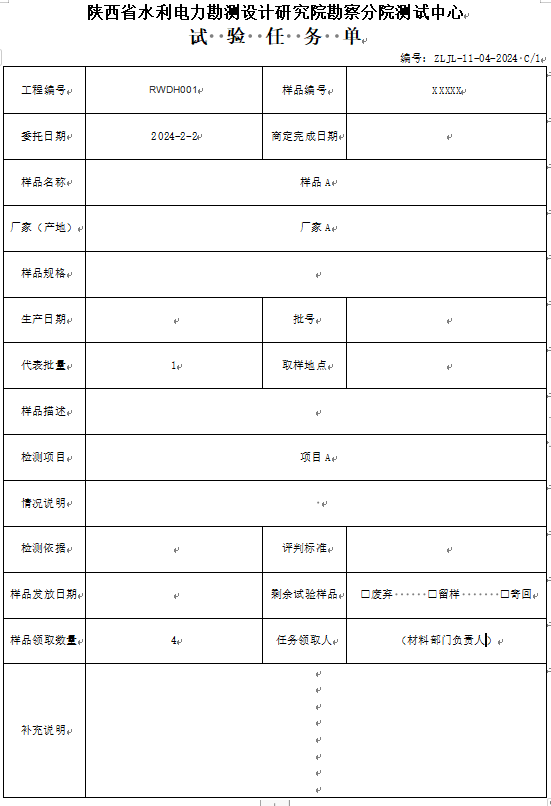 陕西省水利电力勘测设计研究院勘察分院测试中心
试 验 任 务 单
编号：ZLJL-11-04-2024 C/1
工程编号 RWDH001 样品编号 XXXXX
委托日期 2024-2-2 商定完成日期
样品名称 样品A
厂家（产地） 厂家A
样品规格
生产日期 批号
代表批量 1 取样地点
样品描述
检测项目 项目A
情况说明
检测依据 评判标准
样品发放日期 剩余试验样品 □废弃 □留样 □寄回
样品领取数量 4 任务领取人 （材料部门负责人）
补充说明